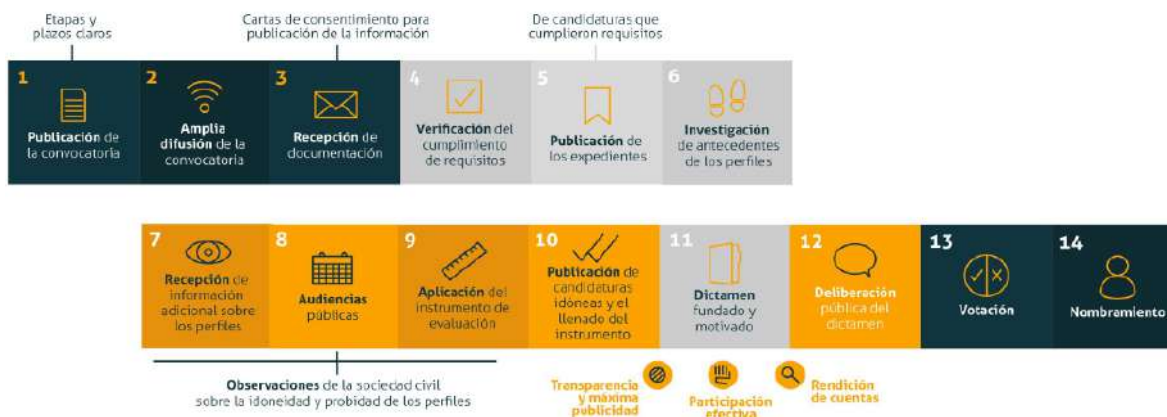 Etapas y
plazos claros
Cartas de consentimiento para
publicación de la información
De candidaturas que
cumplieron requisitos
1
Publicación de
la convocatoria
2
Amplia
difusión de la
convocatoria
3
Recepción de
documentación
4
Verificación del
cumplimiento
de requisitos
5
Publicación de
los expedientes
6
Investigación
de antecedentes
de los perfiles
7
Recepción de
información
adicional sobre
los perfiles
8
Audiencias
públicas
9
Aplicación del
instrumento de
evaluación
10
Publicación de
candidaturas
idóneas y el
llenado del
instrumento
11
Dictamen
fundado y
motivado
12
Deliberación
pública del
dictamen
13
Votación
14
Nombramiento
Observaciones de la sociedad civil
sobre la idoneidad y probidad de los perfiles
Transparencia
y máxima
publicidad
Participación
efectiva
Rendición
de cuentas